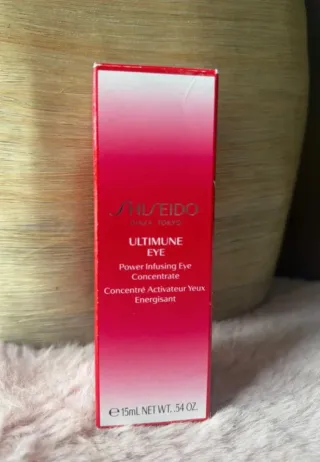 SHISEIDO
GINZA TOKYO
ULTIMUNE
EYE
Power Infusing Eye
Concentrate
Concentré Activateur Yeux
Energisant
℮ 15mL NET WT. .54 OZ.